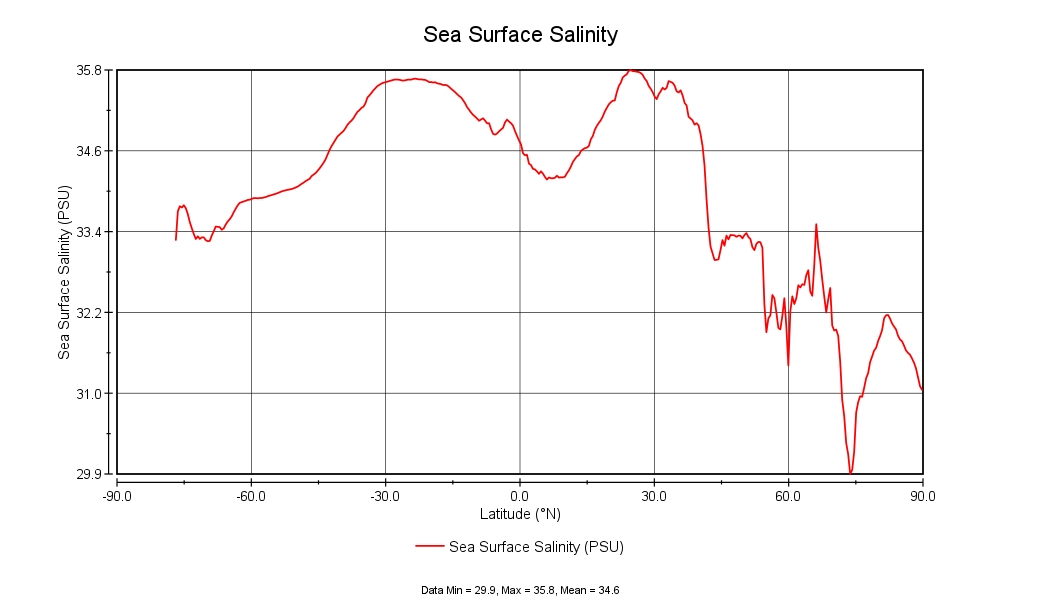 Sea Surface Salinity
35.8
34.6
33.4
32.2
31.0
29.9
Sea Surface Salinity (PSU)
-90.0 -60.0 -30.0 0.0 30.0 60.0 90.0
Latitude (°N)
Sea Surface Salinity (PSU)
Data Min = 29.9, Max = 35.8, Mean = 34.6